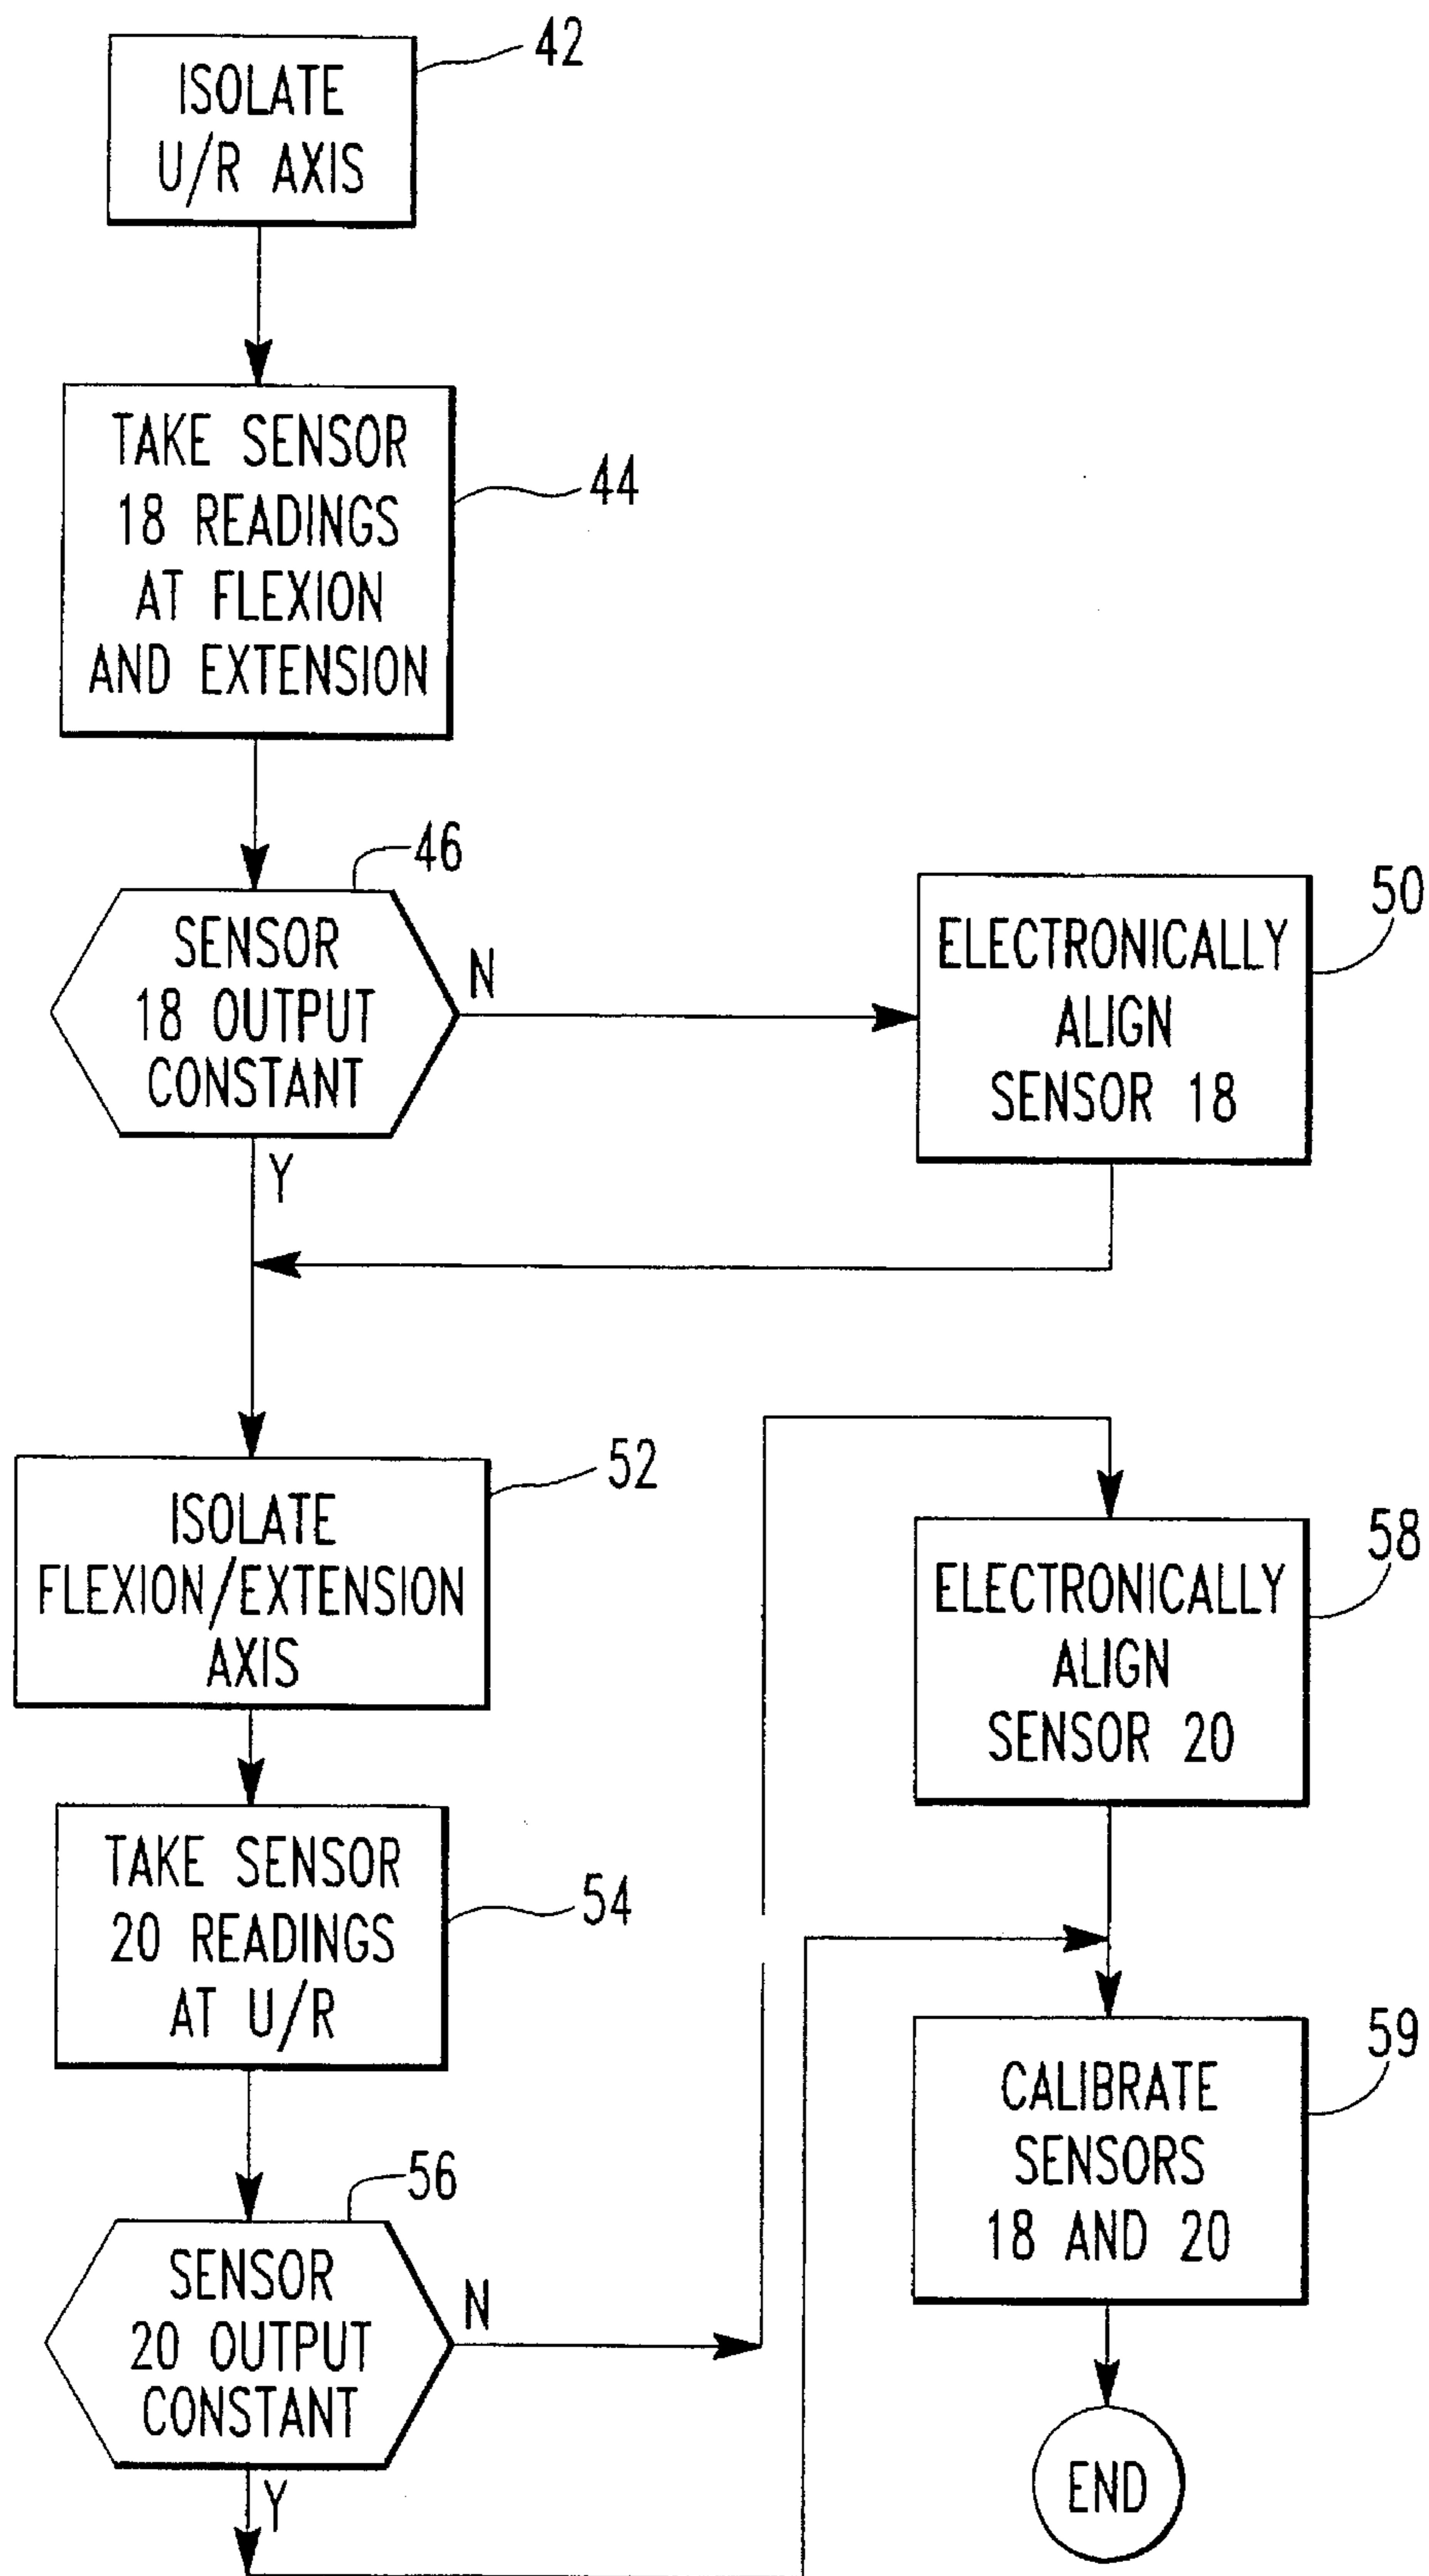 42
ISOLATE
U/R AXIS
TAKE SENSOR
18 READINGS
AT FLEXION
AND EXTENSION
44
46
SENSOR
18 OUTPUT
CONSTANT
N
Y
50
ELECTRONICALLY
ALIGN
SENSOR 18
52
ISOLATE
FLEXION/EXTENSION
AXIS
TAKE SENSOR
20 READINGS
AT U/R
54
56
SENSOR
20 OUTPUT
CONSTANT
N
Y
58
ELECTRONICALLY
ALIGN
SENSOR 20
59
CALIBRATE
SENSORS
18 AND 20
END